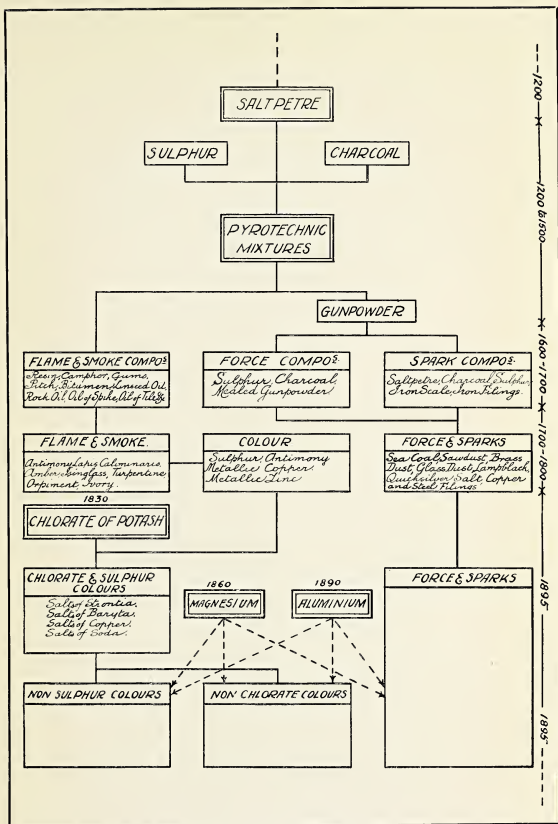 SALTPETRE
SULPHUR
CHARCOAL
PYROTECHNIC
MIXTURES
GUNPOWDER
FLAME & SMOKE COMPOS
Resin, Camphor, Gums,
Pitch, Bitumen, Linseed Oil,
Rock Oil, Oil of Spike, Oil of Tile &c
FORCE COMPOS.
Sulphur, Charcoal,
Mealed Gunpowder
SPARK COMPOS.
Saltpetre, Charcoal, Sulphur,
Iron Scale, Iron Filings.
FLAME & SMOKE.
Antimony, Lapis Caliminaris,
Amber, Isinglass, Turpentine
Orpiment, Ivory.
COLOUR
Sulphur, Antimony
Metallic Copper,
Metallic Zinc
FORCE & SPARKS
Sea Coal, Sawdust, Brass
Dust, Glass Dust, Lampblack,
Quicksilver, Salt, Copper
and Steel Filings
1830
CHLORATE OF POTASH
CHLORATE & SULPHUR
COLOURS
Salts of Strontia.
Salts of Baryta.
Salts of Copper.
Salts of Soda.
1860
MAGNESIUM
1890
ALUMINIUM
FORCE & SPARKS
NON SULPHUR COLOURS
NON CHLORATE COLOURS
1200
1200 to 1500
1600-1700
1700-1800
1895
1895